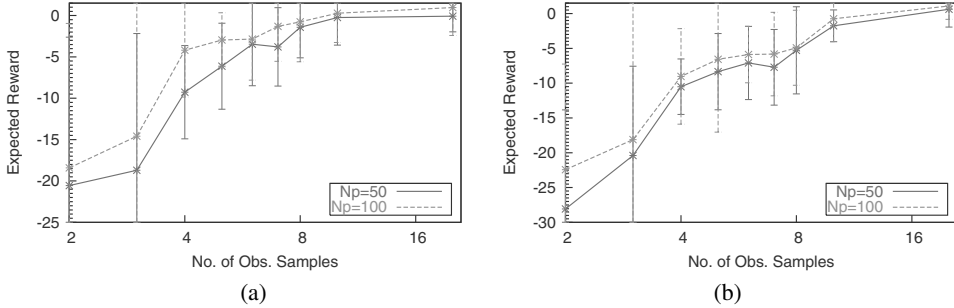 0
-5
-10
-15
-20
-25
Expected Reward
2
4
8
16
No. of Obs. Samples
Np=50
Np=100
(a)
0
-5
-10
-15
-20
-25
-30
Expected Reward
2
4
8
16
No. of Obs. Samples
Np=50
Np=100
(b)